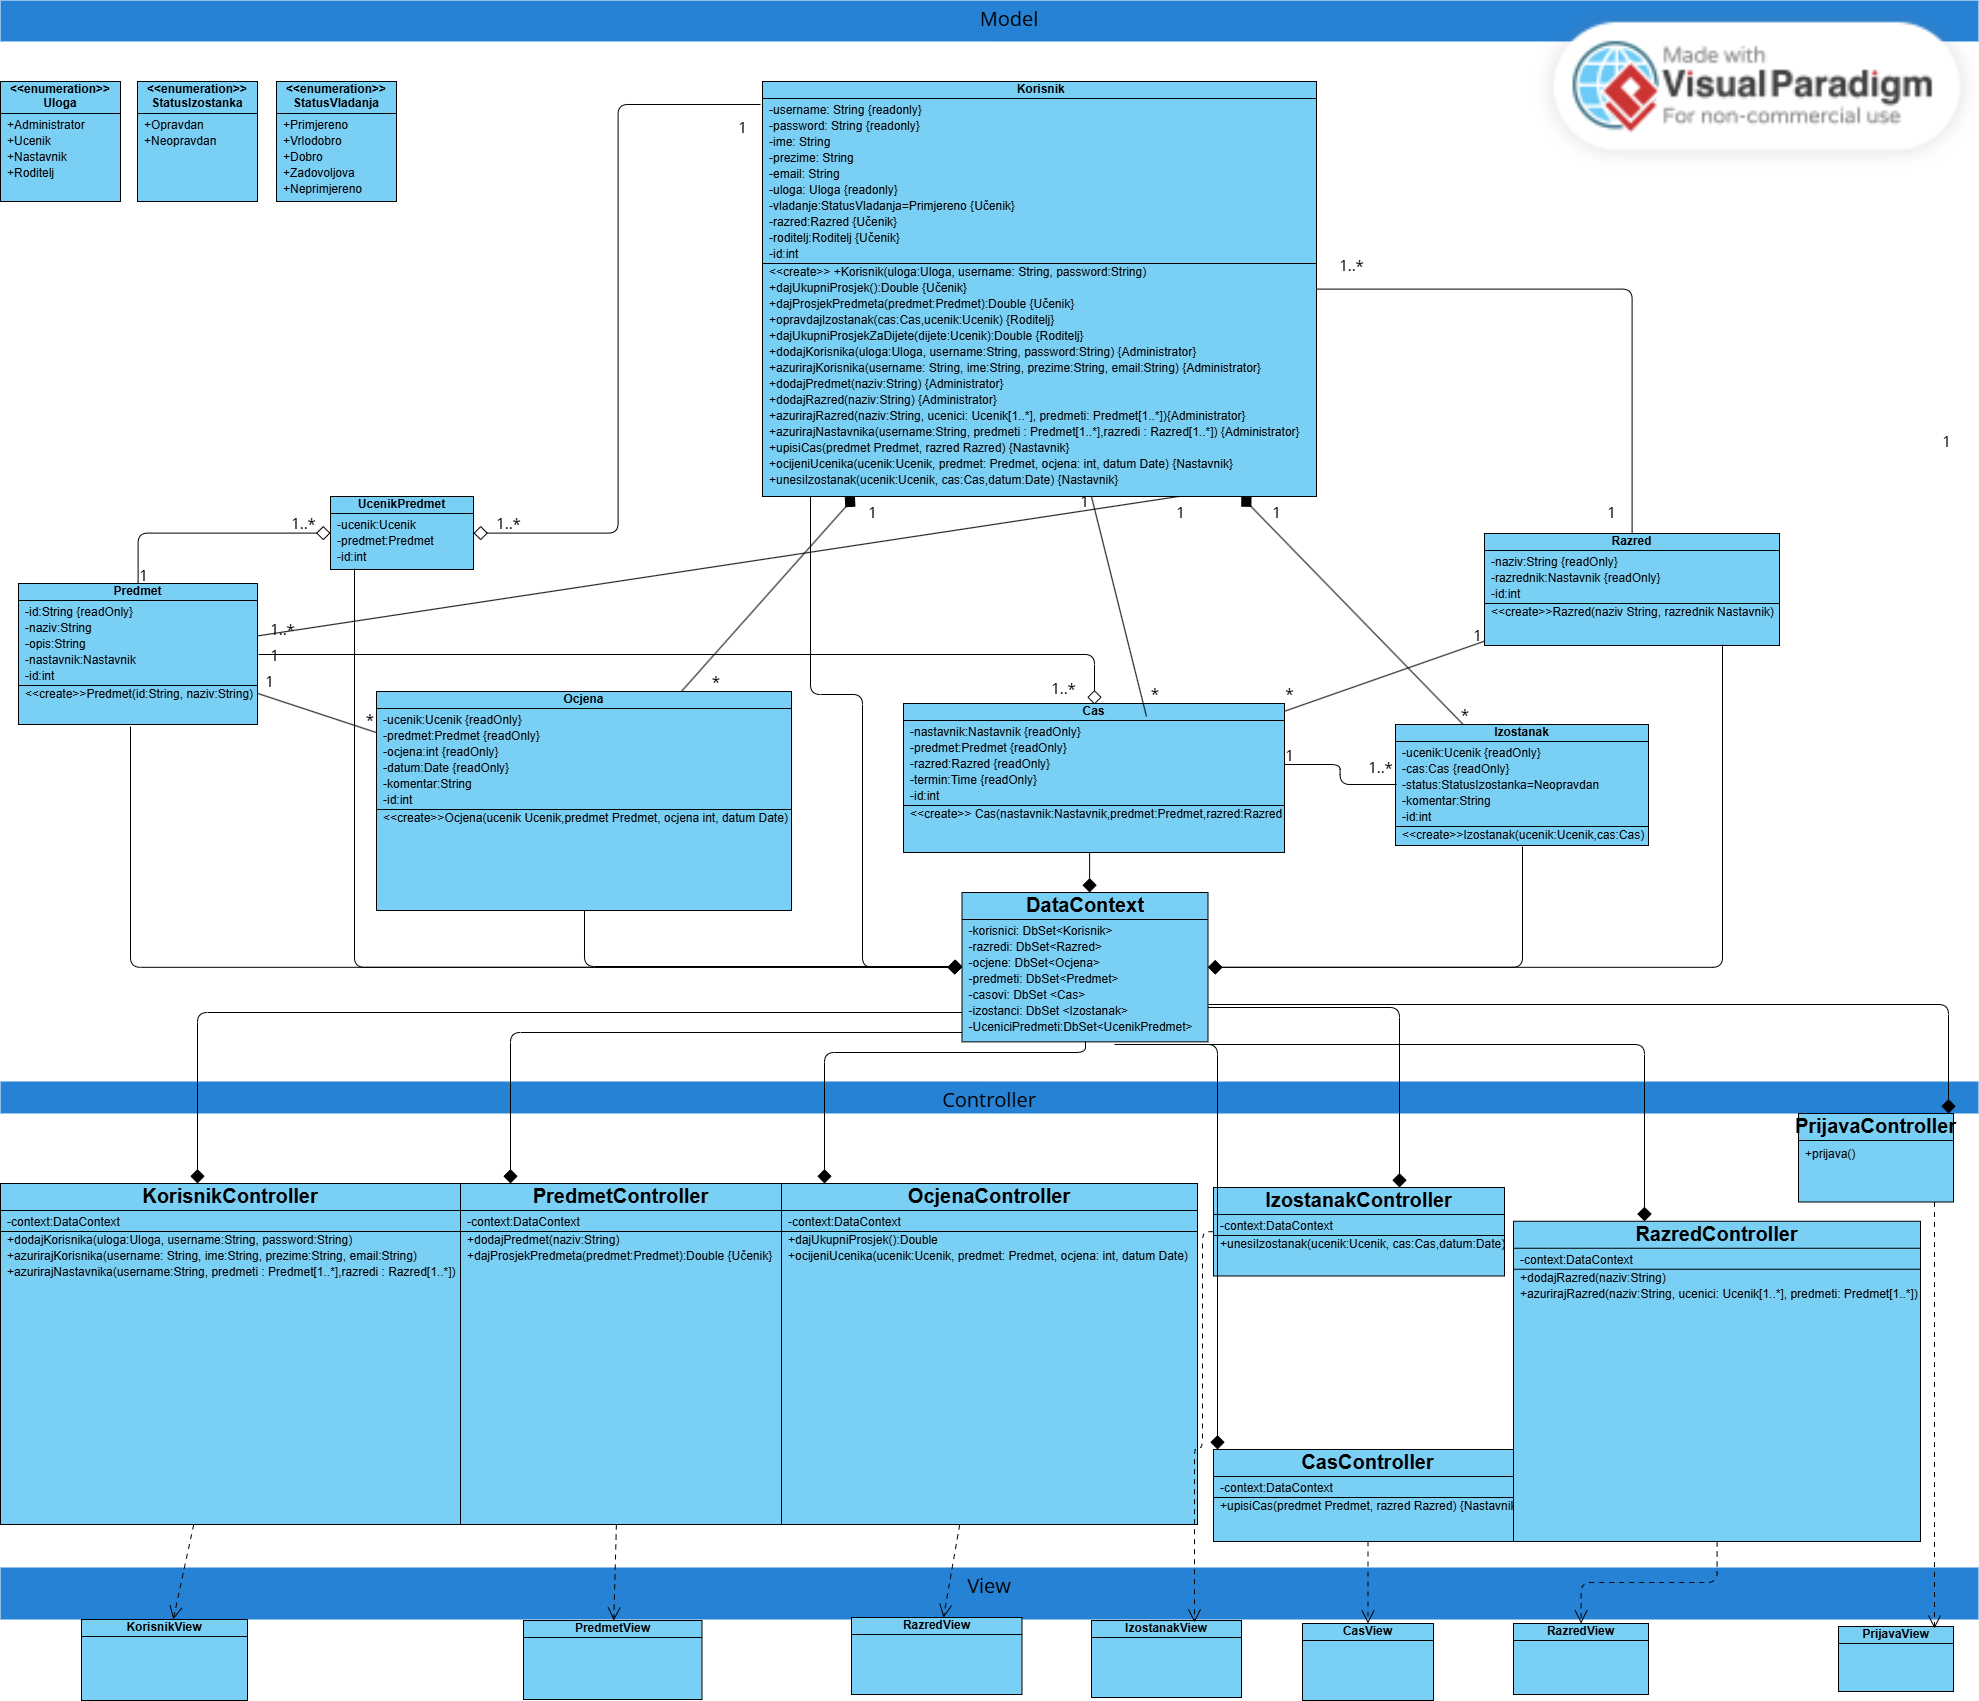 Model
Made with
VisualParadigm
For non-commercial use
<<enumeration>>
Uloga
+Administrator
+Ucenik
+Nastavnik
+Roditelj
<<enumeration>>
StatusIzostanka
+Opravdan
+Neopravdan
<<enumeration>>
StatusVladanja
+Primjereno
+Vrlodobro
+Dobro
+Zadovoljova
+Neprimjereno
Korisnik
-username: String {readonly}
-password: String {readonly}
-ime: String
-prezime: String
-email: String
-uloga: Uloga {readonly}
-vladanje:StatusVladanja=Primjereno {Učenik}
-razred:Razred {Učenik}
-roditelj:Roditelj {Učenik}
-id:int
<<create>> +Korisnik(uloga:Uloga, username: String, password:String)
+dajUkupniProsjek():Double {Učenik}
+dajProsjekPredmeta(predmet:Predmet):Double {Učenik}
+opravdajIzostanak(cas:Cas,ucenik:Ucenik) {Roditelj}
+dajUkupniProsjekZaDijete(dijete:Ucenik):Double {Roditelj}
+dodajKorisnika(uloga:Uloga, username:String, password:String) {Administrator}
+azurirajKorisnika(username: String, ime:String, prezime:String, email:String) {Administrator}
+dodajPredmet(naziv:String) {Administrator}
+dodajRazred(naziv:String) {Administrator}
+azurirajRazred(naziv:String, ucenici: Ucenik[1..*], predmeti: Predmet[1..*]){Administrator}
+azurirajNastavnika(username:String, predmeti : Predmet[1..*],razredi : Razred[1..*]) {Administrator}
+upisiCas(predmet Predmet, razred Razred) {Nastavnik}
+ocijeniUcenika(ucenik:Ucenik, predmet: Predmet, ocjena: int, datum Date) {Nastavnik}
+unesiIzostanak(ucenik:Ucenik, cas:Cas,datum:Date) {Nastavnik}
1
1..*
1
1
1
1
1
1
1..*
1..*
UcenikPredmet
-ucenik:Ucenik
-predmet:Predmet
-id:int
Razred
-naziv:String {readOnly}
-razrednik:Nastavnik {readOnly}
-id:int
<<create>>Razred(naziv String, razrednik Nastavnik)
1
Predmet
-id:String {readOnly}
-naziv:String
-opis:String
-nastavnik:Nastavnik
-id:int
<<create>>Predmet(id:String, naziv:String)
1..*
1
1
*
*
1..*
*
*
1
*
Ocjena
-ucenik:Ucenik {readOnly}
-predmet:Predmet {readOnly}
-ocjena:int {readOnly}
-datum:Date {readOnly}
-komentar:String
-id:int
<<create>>Ocjena(ucenik Ucenik,predmet Predmet, ocjena int, datum Date)
Cas
-nastavnik:Nastavnik {readOnly}
-predmet:Predmet {readOnly}
-razred:Razred {readOnly}
-termin:Time {readOnly}
-id:int
<<create>> Cas(nastavnik:Nastavnik,predmet:Predmet,razred:Razred
1
1..*
Izostanak
-ucenik:Ucenik {readOnly}
-cas:Cas {readOnly}
-status:StatusIzostanka=Neopravdan
-komentar:String
-id:int
<<create>>Izostanak(ucenik:Ucenik,cas:Cas)
DataContext
-korisnici: DbSet<Korisnik>
-razredi: DbSet<Razred>
-ocjene: DbSet<Ocjena>
-predmeti: DbSet<Predmet>
-casovi: DbSet <Cas>
-izostanci: DbSet <Izostanak>
-UceniciPredmeti:DbSet<UcenikPredmet>
Controller
PrijavaController
+prijava()
KorisnikController
-context:DataContext
+dodajKorisnika(uloga:Uloga, username:String, password:String)
+azurirajKorisnika(username: String, ime:String, prezime:String, email:String)
+azurirajNastavnika(username:String, predmeti : Predmet[1..*],razredi : Razred[1..*])
PredmetController
-context:DataContext
+dodajPredmet(naziv:String)
+dajProsjekPredmeta(predmet:Predmet):Double {Učenik}
OcjenaController
-context:DataContext
+dajUkupniProsjek():Double
+ocijeniUcenika(ucenik:Ucenik, predmet: Predmet, ocjena: int, datum Date)
IzostanakController
-context:DataContext
+unesiIzostanak(ucenik:Ucenik, cas:Cas,datum:Date)
RazredController
-context:DataContext
+dodajRazred(naziv:String)
+azurirajRazred(naziv:String, ucenici: Ucenik[1..*], predmeti: Predmet[1..*])
CasController
-context:DataContext
+upisiCas(predmet Predmet, razred Razred) {Nastavnik
View
KorisnikView
PredmetView
RazredView
IzostanakView
CasView
RazredView
PrijavaView